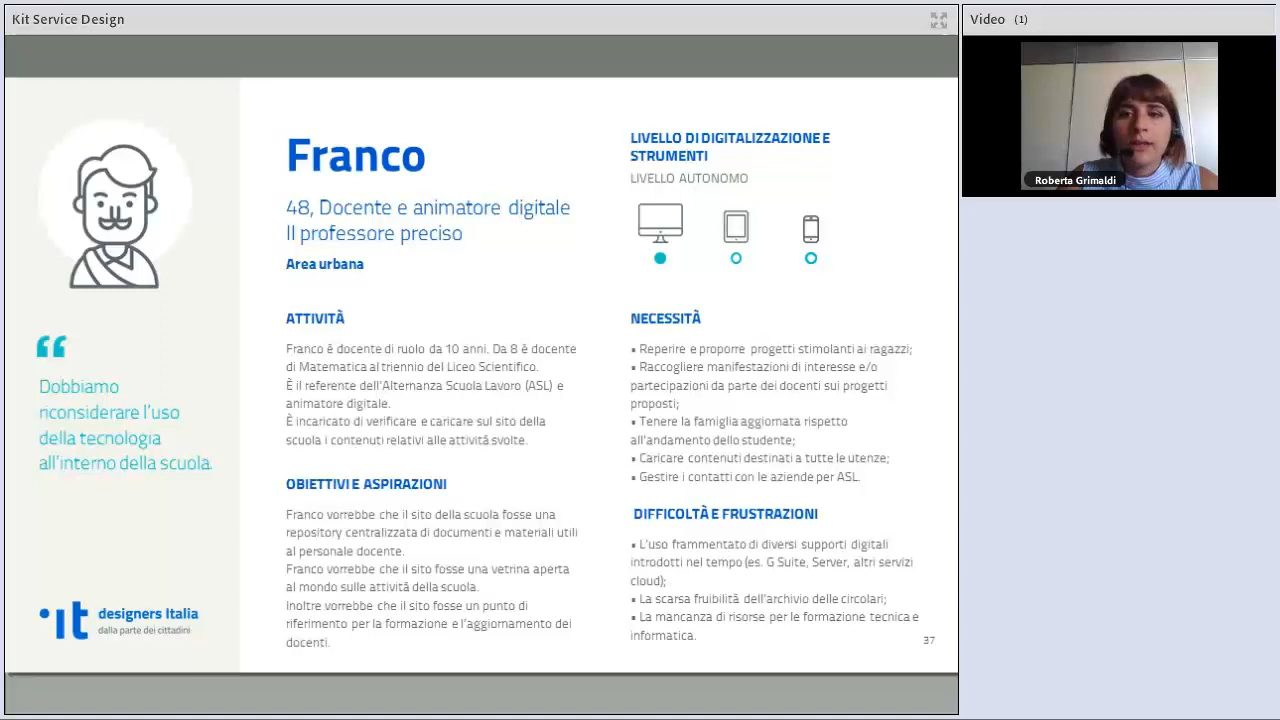 Kit Service Design
Franco
48, Docente e animatore digitale
Il professore preciso
Area urbana
“
Dobbiamo
riconsiderare l'uso
della tecnologia
all'interno della scuola.
designers Italia
dalla parte dei cittadini
ATTIVITÀ
Franco è docente di ruolo da 10 anni. Da 8 è docente
di Matematica al triennio del Liceo Scientifico.
È il referente dell'Alternanza Scuola Lavoro (ASL) e
animatore digitale.
È incaricato di verificare e caricare sul sito della
scuola i contenuti relativi alle attività svolte.
OBIETTIVI E ASPIRAZIONI
Franco vorrebbe che il sito della scuola fosse una
repository centralizzata di documenti e materiali utili
al personale docente.
Franco vorrebbe che il sito fosse una vetrina aperta
al mondo sulle attività della scuola.
Inoltre vorrebbe che il sito fosse un punto di
riferimento per la formazione e l'aggiornamento dei
docenti.
LIVELLO DI DIGITALIZZAZIONE E
STRUMENTI
LIVELLO AUTONOMO
NECESSITÀ
▪ Reperire e proporre progetti stimolanti ai ragazzi;
▪ Raccogliere manifestazioni di interesse e/o
partecipazioni da parte dei docenti sui progetti
proposti;
▪ Tenere la famiglia aggiornata rispetto
all'andamento dello studente;
▪ Caricare contenuti destinati a tutte le utenze;
▪ Gestire i contatti con le aziende per ASL.
DIFFICOLTÀ E FRUSTRAZIONI
▪ L'uso frammentato di diversi supporti digitali
introdotti nel tempo (es. G Suite, Server, altri servizi
cloud);
▪ La scarsa fruibilità dell'archivio delle circolari;
▪ La mancanza di risorse per le formazione tecnica e
informatica.
37
Video (1)
Roberta Grimaldi